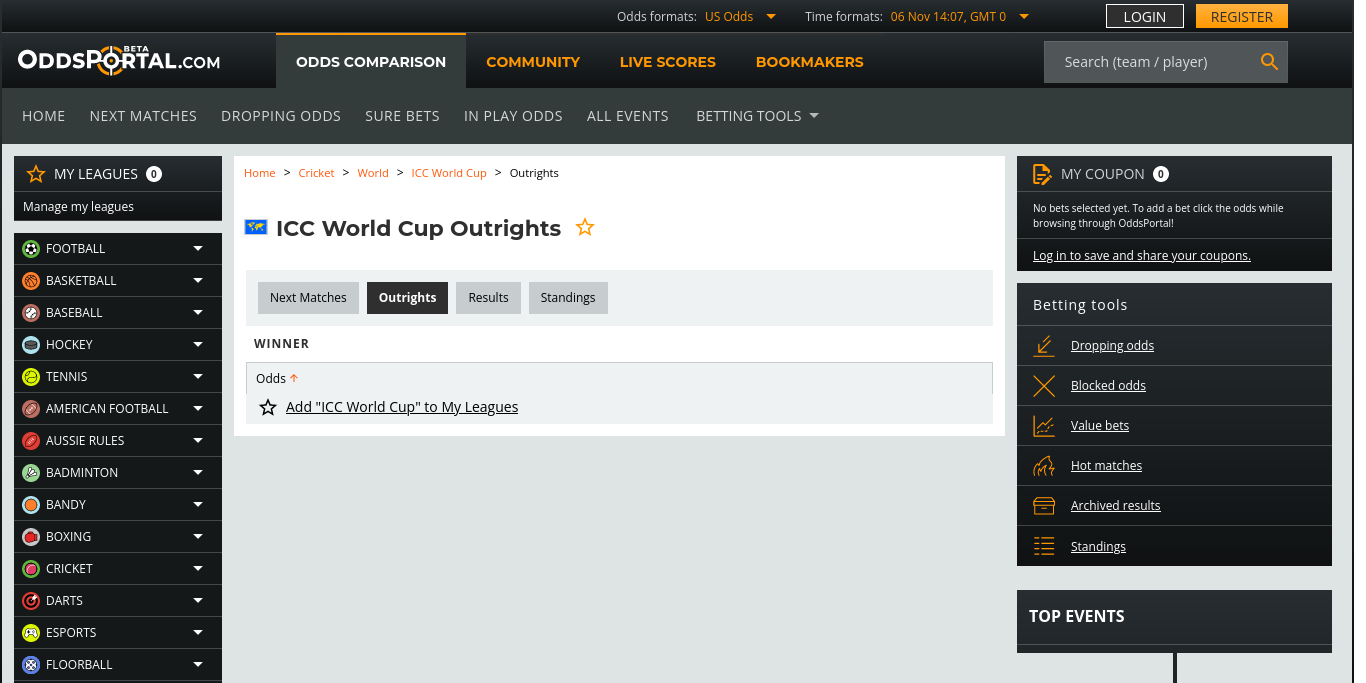 Odds formats: US Odds Time formats: 06 Nov 14:07, GMT 0 LOGIN REGISTER
ODDSPORTAL.COM BETA ODDS COMPARISON COMMUNITY LIVE SCORES BOOKMAKERS Search (team / player)
HOME NEXT MATCHES DROPPING ODDS SURE BETS IN PLAY ODDS ALL EVENTS BETTING TOOLS
MY LEAGUES 0
Manage my leagues
FOOTBALL
BASKETBALL
BASEBALL
HOCKEY
TENNIS
AMERICAN FOOTBALL
AUSSIE RULES
BADMINTON
BANDY
BOXING
CRICKET
DARTS
ESPORTS
FLOORBALL
Home > Cricket > World > ICC World Cup > Outrights
ICC World Cup Outrights
Next Matches Outrights Results Standings
WINNER
Odds
Add "ICC World Cup" to My Leagues
MY COUPON 0
No bets selected yet. To add a bet click the odds while
browsing through OddsPortal!
Log in to save and share your coupons.
Betting tools
Dropping odds
Blocked odds
Value bets
Hot matches
Archived results
Standings
TOP EVENTS